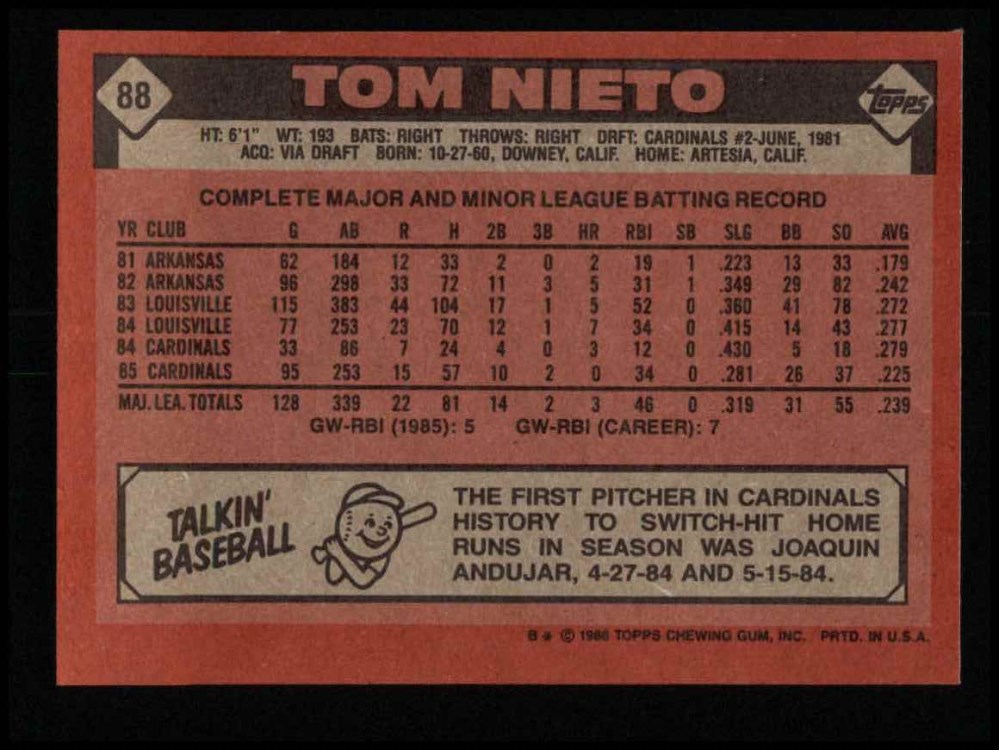 88 TOM NIETO Topps
HT: 6'1" WT: 193 BATS: RIGHT THROWS: RIGHT DRFT: CARDINALS #2-JUNE, 1981
ACQ: VIA DRAFT BORN: 10-27-60, DOWNEY, CALIF. HOME: ARTESIA, CALIF.
COMPLETE MAJOR AND MINOR LEAGUE BATTING RECORD
YR CLUB G AB R H 2B 3B HR RBI SB SLG BB SO AVG
81 ARKANSAS 62 184 12 33 2 0 2 19 1 .223 13 33 .179
82 ARKANSAS 96 298 33 72 11 3 5 31 1 .349 29 82 .242
83 LOUISVILLE 115 383 44 104 17 1 5 52 0 .360 41 78 .272
84 LOUISVILLE 77 253 23 70 12 1 7 34 0 .415 14 43 .277
84 CARDINALS 33 86 7 24 4 0 3 12 0 .430 5 18 .279
85 CARDINALS 95 253 15 57 10 2 0 34 0 .281 26 37 .225
MAJ. LEA. TOTALS 128 339 22 81 14 2 3 46 0 .319 31 55 .239
GW-RBI (1985): 5 GW-RBI (CAREER): 7
TALKIN'
BASEBALL
THE FIRST PITCHER IN CARDINALS
HISTORY TO SWITCH-HIT HOME
RUNS IN SEASON WAS JOAQUIN
ANDUJAR, 4-27-84 AND 5-15-84.
B * © 1986 TOPPS CHEWING GUM, INC. PRTD. IN U.S.A.